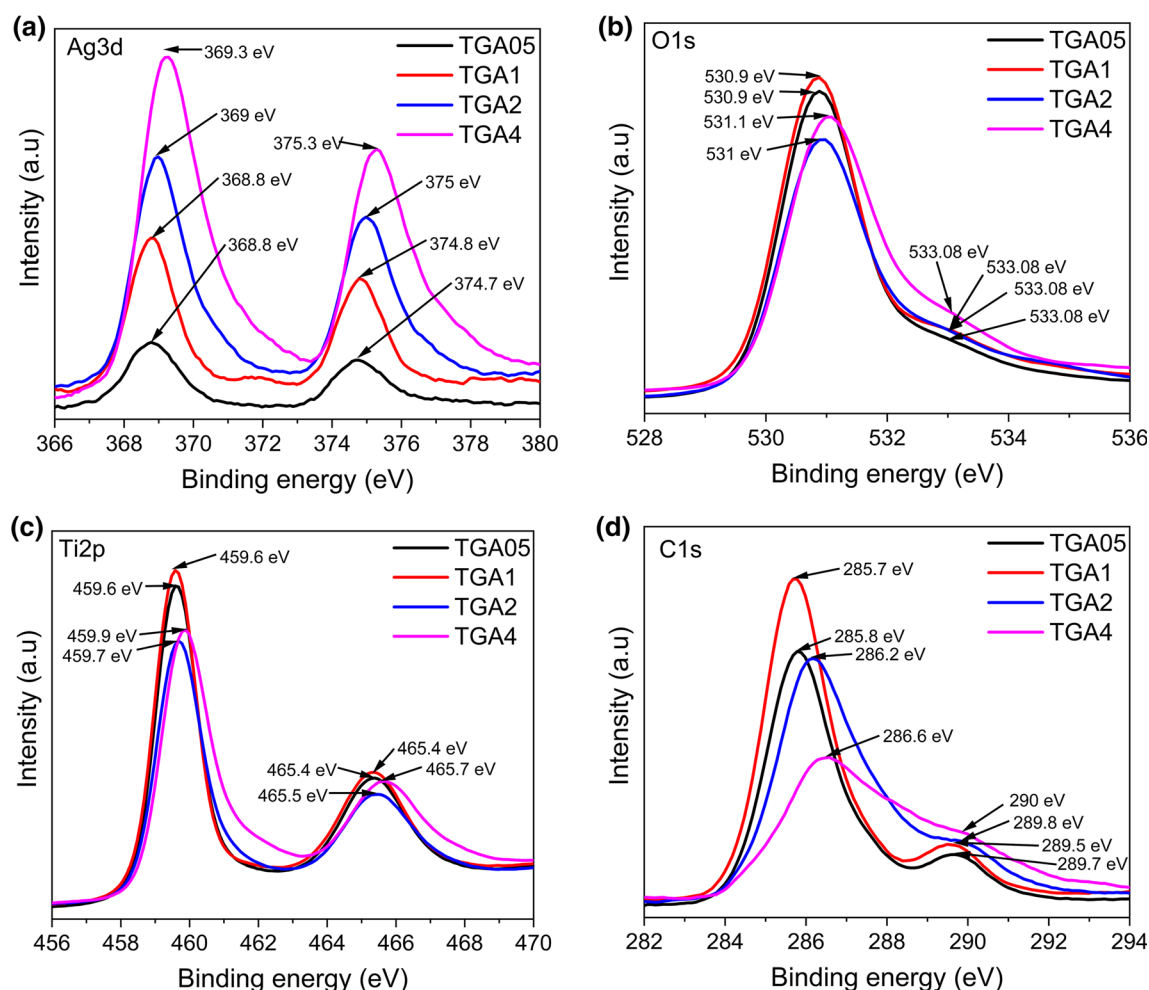 (a)
Ag3d
369.3 eV
TGA05
TGA1
TGA2
TGA4
369 eV
375.3 eV
368.8 eV
375 eV
368.8 eV
374.8 eV
374.7 eV
Intensity (a.u)
366 368 370 372 374 376 378 380
Binding energy (eV)
(b)
O1s
TGA05
TGA1
TGA2
TGA4
530.9 eV
530.9 eV
531.1 eV
531 eV
533.08 eV
533.08 eV
533.08 eV
533.08 eV
Intensity (a.u)
528 530 532 534 536
Binding energy (eV)
(c)
Ti2p
459.6 eV
TGA05
TGA1
TGA2
TGA4
459.6 eV
459.9 eV
459.7 eV
465.4 eV
465.4 eV
465.7 eV
465.5 eV
Intensity (a.u)
456 458 460 462 464 466 468 470
Binding energy (eV)
(d)
C1s
TGA05
TGA1
TGA2
TGA4
285.7 eV
285.8 eV
286.2 eV
286.6 eV
290 eV
289.8 eV
289.5 eV
289.7 eV
Intensity (a.u)
282 284 286 288 290 292 294
Binding energy (eV)